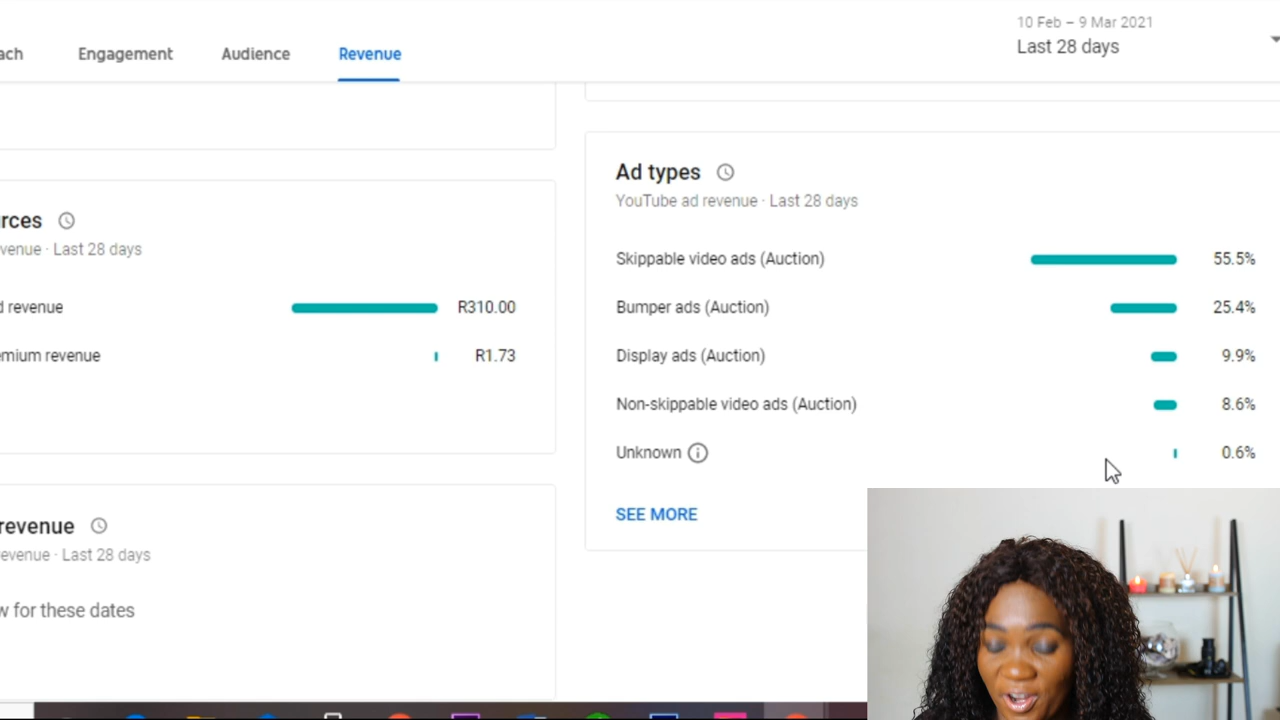 ach Engagement Audience Revenue
10 Feb – 9 Mar 2021
Last 28 days
rces
venue · Last 28 days
d revenue R310.00
emium revenue R1.73
revenue
evenue · Last 28 days
w for these dates
Ad types
YouTube ad revenue · Last 28 days
Skippable video ads (Auction) 55.5%
Bumper ads (Auction) 25.4%
Display ads (Auction) 9.9%
Non-skippable video ads (Auction) 8.6%
Unknown 0.6%
SEE MORE